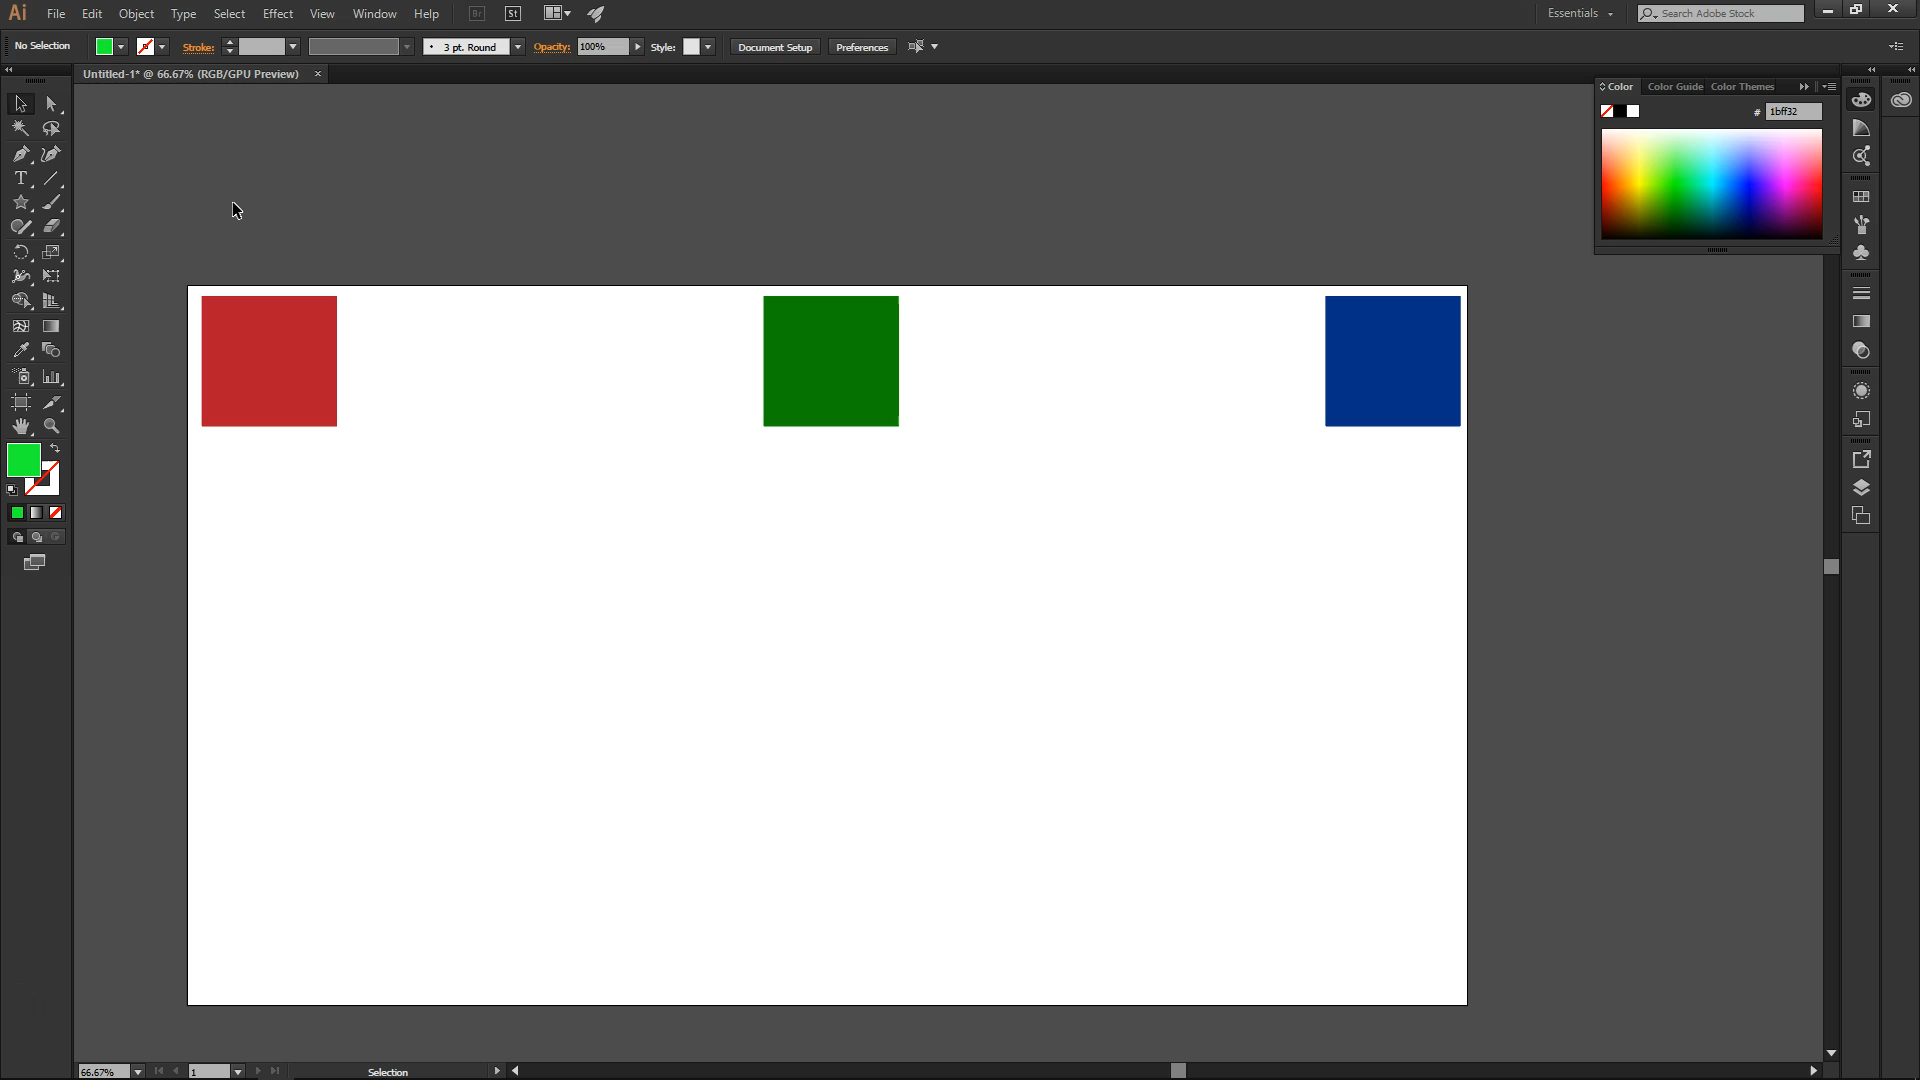 Ai File Edit Object Type Select Effect View Window Help Br St Essentials Search Adobe Stock
No Selection Stroke: 3 pt. Round Opacity: 100% Style: Document Setup Preferences
Untitled-1* @ 66.67% (RGB/GPU Preview)
Color Color Guide Color Themes
# 1bff32
T
66.67% 1 Selection